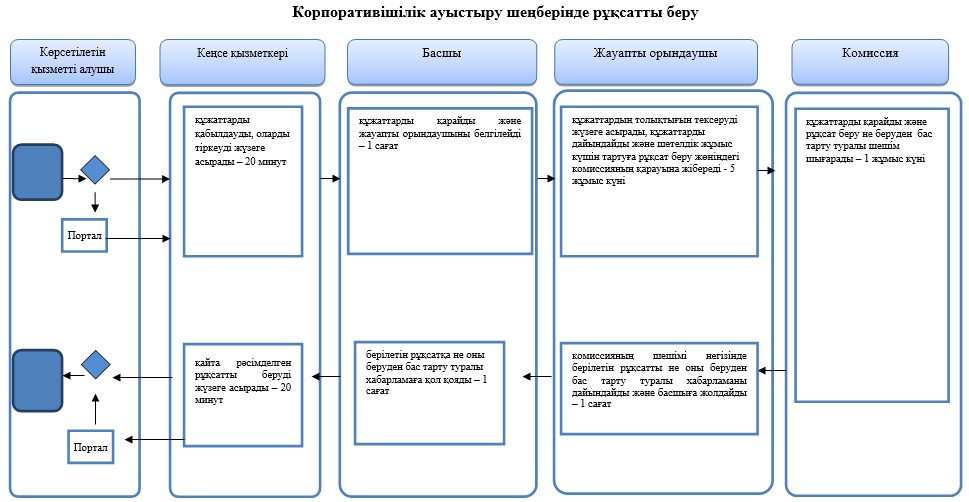 Корпоративішілік ауыстыру шеңберінде рұқсатты беру
Көрсетілетін
қызметті алушы
Кеңсе қызметкері
Басшы
Жауапты орындаушы
Комиссия
құжаттарды
қабылдауды, оларды
тіркеуді жүзеге
асырады – 20 минут
құжаттарды қарайды және
жауапты орындаушыны белгілейді
– 1 сағат
құжаттардың толықтығын тексеруді
жүзеге асырады, құжаттарды
дайындайды және шетелдік жұмыс
күшін тартуға рұқсат беру жөніндегі
комиссияның қарауына жібереді - 5
жұмыс күні
құжаттарды қарайды және
рұқсат беру не беруден бас
тарту туралы шешім
шығарады – 1 жұмыс күні
Портал
қайта ресімделген
рұқсатты беруді
жүзеге асырады – 20
минут
берілетін рұқсатқа не оны
беруден бас тарту туралы
хабарламаға қол қояды – 1
сағат
комиссияның шешімі негізінде
берілетін рұқсатты не оны беруден
бас тарту туралы хабарламаны
дайындайды және басшыға жолдайды
– 1 сағат
Портал